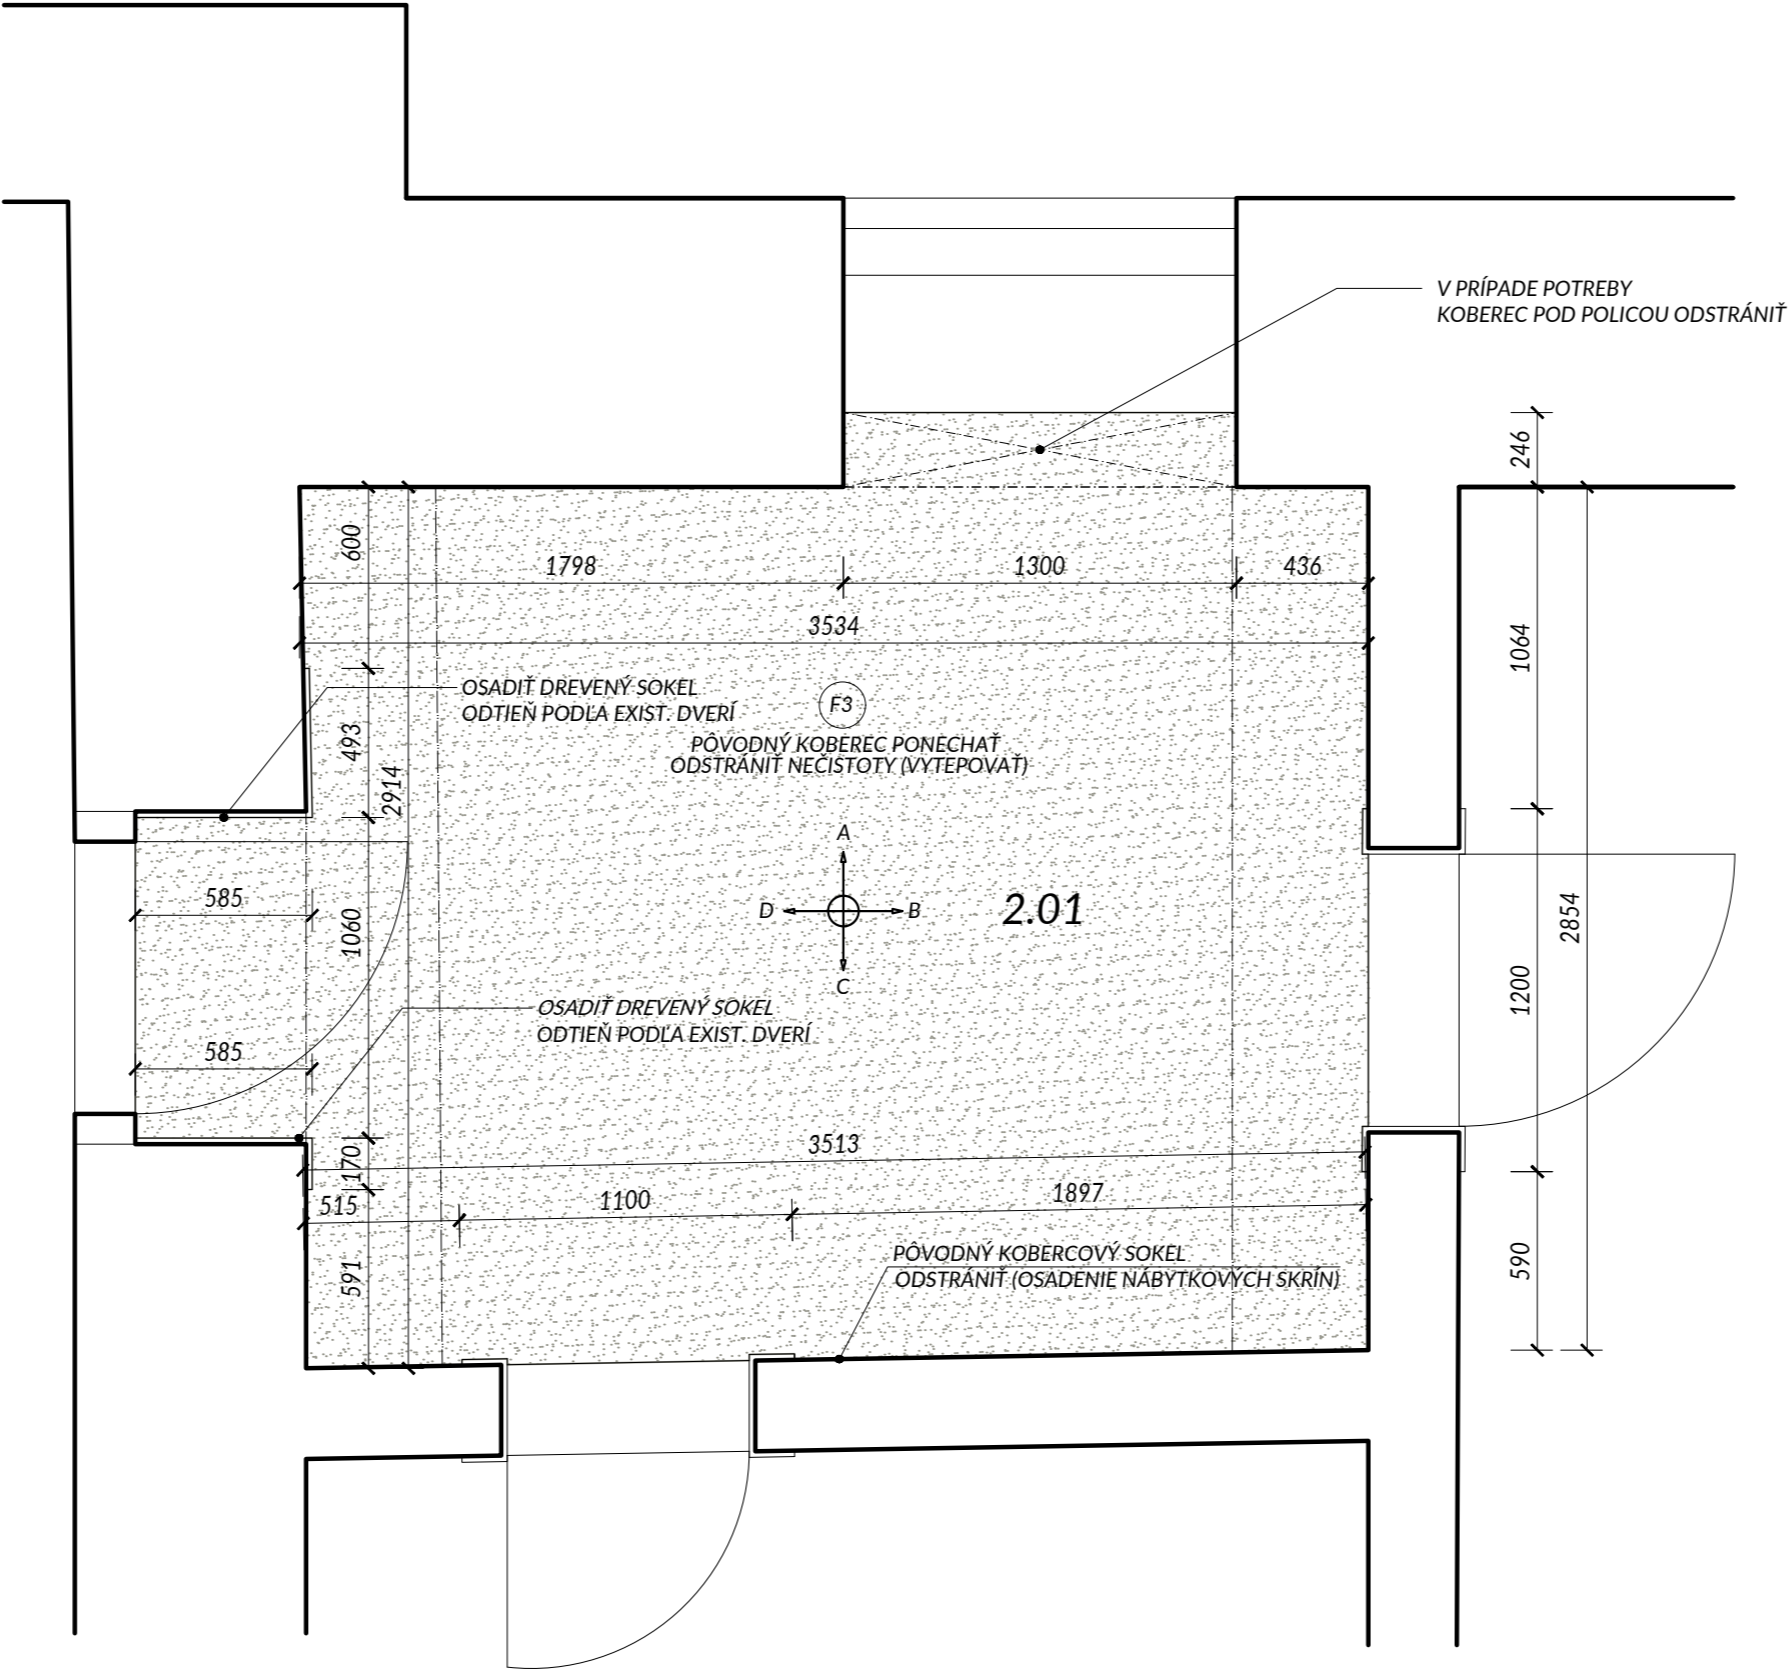 V PRÍPADE POTREBY
KOBEREC POD POLICOU ODSTRÁNIŤ
246
600
1798
1300
436
3534
1064
OSADIŤ DREVENÝ SOKEL
ODTIEŇ PODĽA EXIST. DVERÍ
F3
493
PÔVODNÝ KOBEREC PONECHAŤ
ODSTRÁNIŤ NEČISTOTY (VYTEPOVAŤ)
2914
A
585
D
B
2.01
1060
2854
C
1200
OSADIŤ DREVENÝ SOKEL
ODTIEŇ PODĽA EXIST. DVERÍ
585
3513
170
515
1100
1897
591
PÔVODNÝ KOBERCOVÝ SOKEL
ODSTRÁNIŤ (OSADENIE NÁBYTKOVÝCH SKRÍŇ)
590